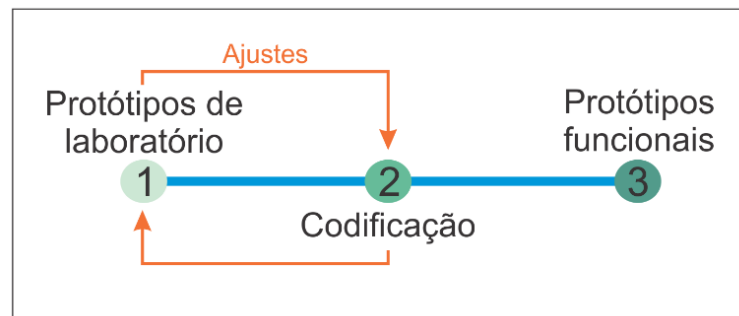 Ajustes
Protótipos de
laboratório
Protótipos
funcionais
1
2
3
Codificação